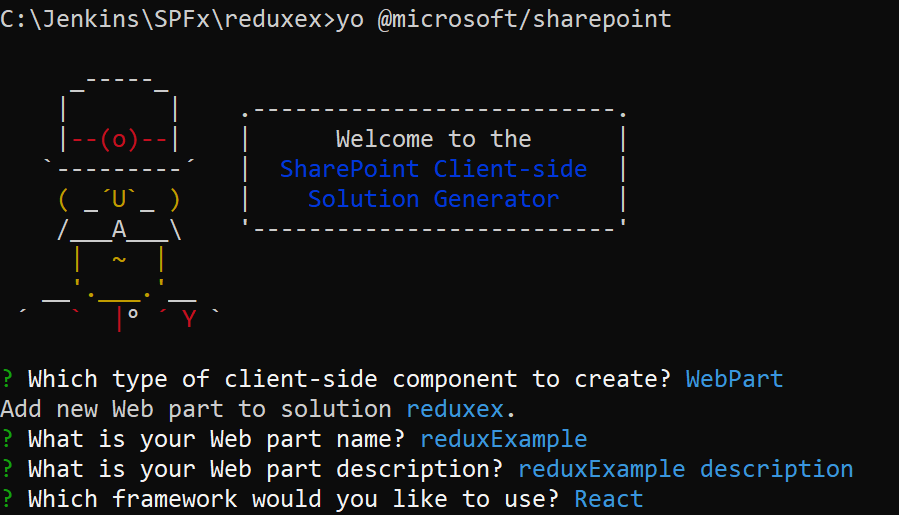 C:\Jenkins\SPFx\reduxex>yo @microsoft/sharepoint
     _-----_
    |       |    .--------------------------.
    |--(o)--|    |      Welcome to the      |
   `---------´   |  SharePoint Client-side  |
    ( _´U`_ )    |    Solution Generator    |
    /___A___\    '--------------------------'
     |  ~  |
   __'.___.'__
 ´   `  |° ´ Y `
? Which type of client-side component to create? WebPart
Add new Web part to solution reduxex.
? What is your Web part name? reduxExample
? What is your Web part description? reduxExample description
? Which framework would you like to use? React